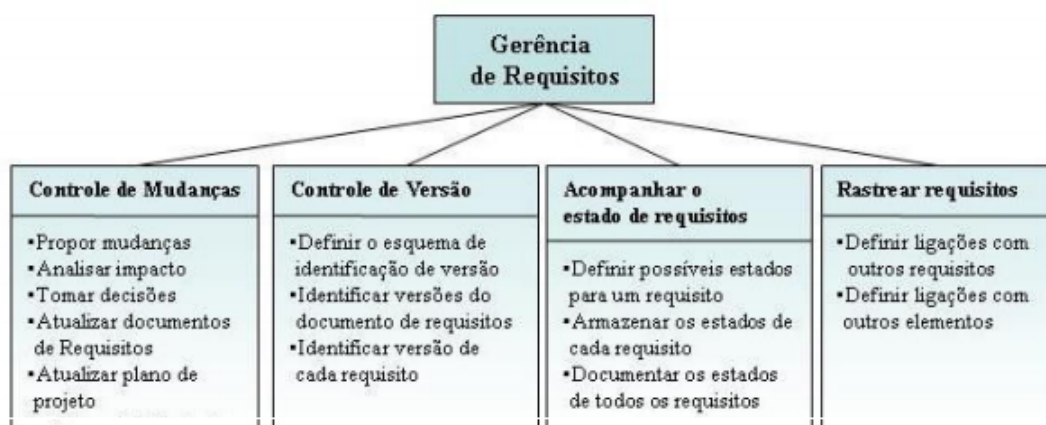 Gerência
de Requisitos
Controle de Mudanças
▪Propor mudanças
▪Analisar impacto
▪Tomar decisões
▪Atualizar documentos
de Requisitos
▪Atualizar plano de
projeto
Controle de Versão
▪Definir o esquema de
identificação de versão
▪Identificar versões do
documento de requisitos
▪Identificar versão de
cada requisito
Acompanhar o
estado de requisitos
▪Definir possíveis estados
para um requisito
▪Armazenar os estados de
cada requisito
▪Documentar os estados
de todos os requisitos
Rastrear requisitos
▪Definir ligações com
outros requisitos
▪Definir ligações com
outros elementos